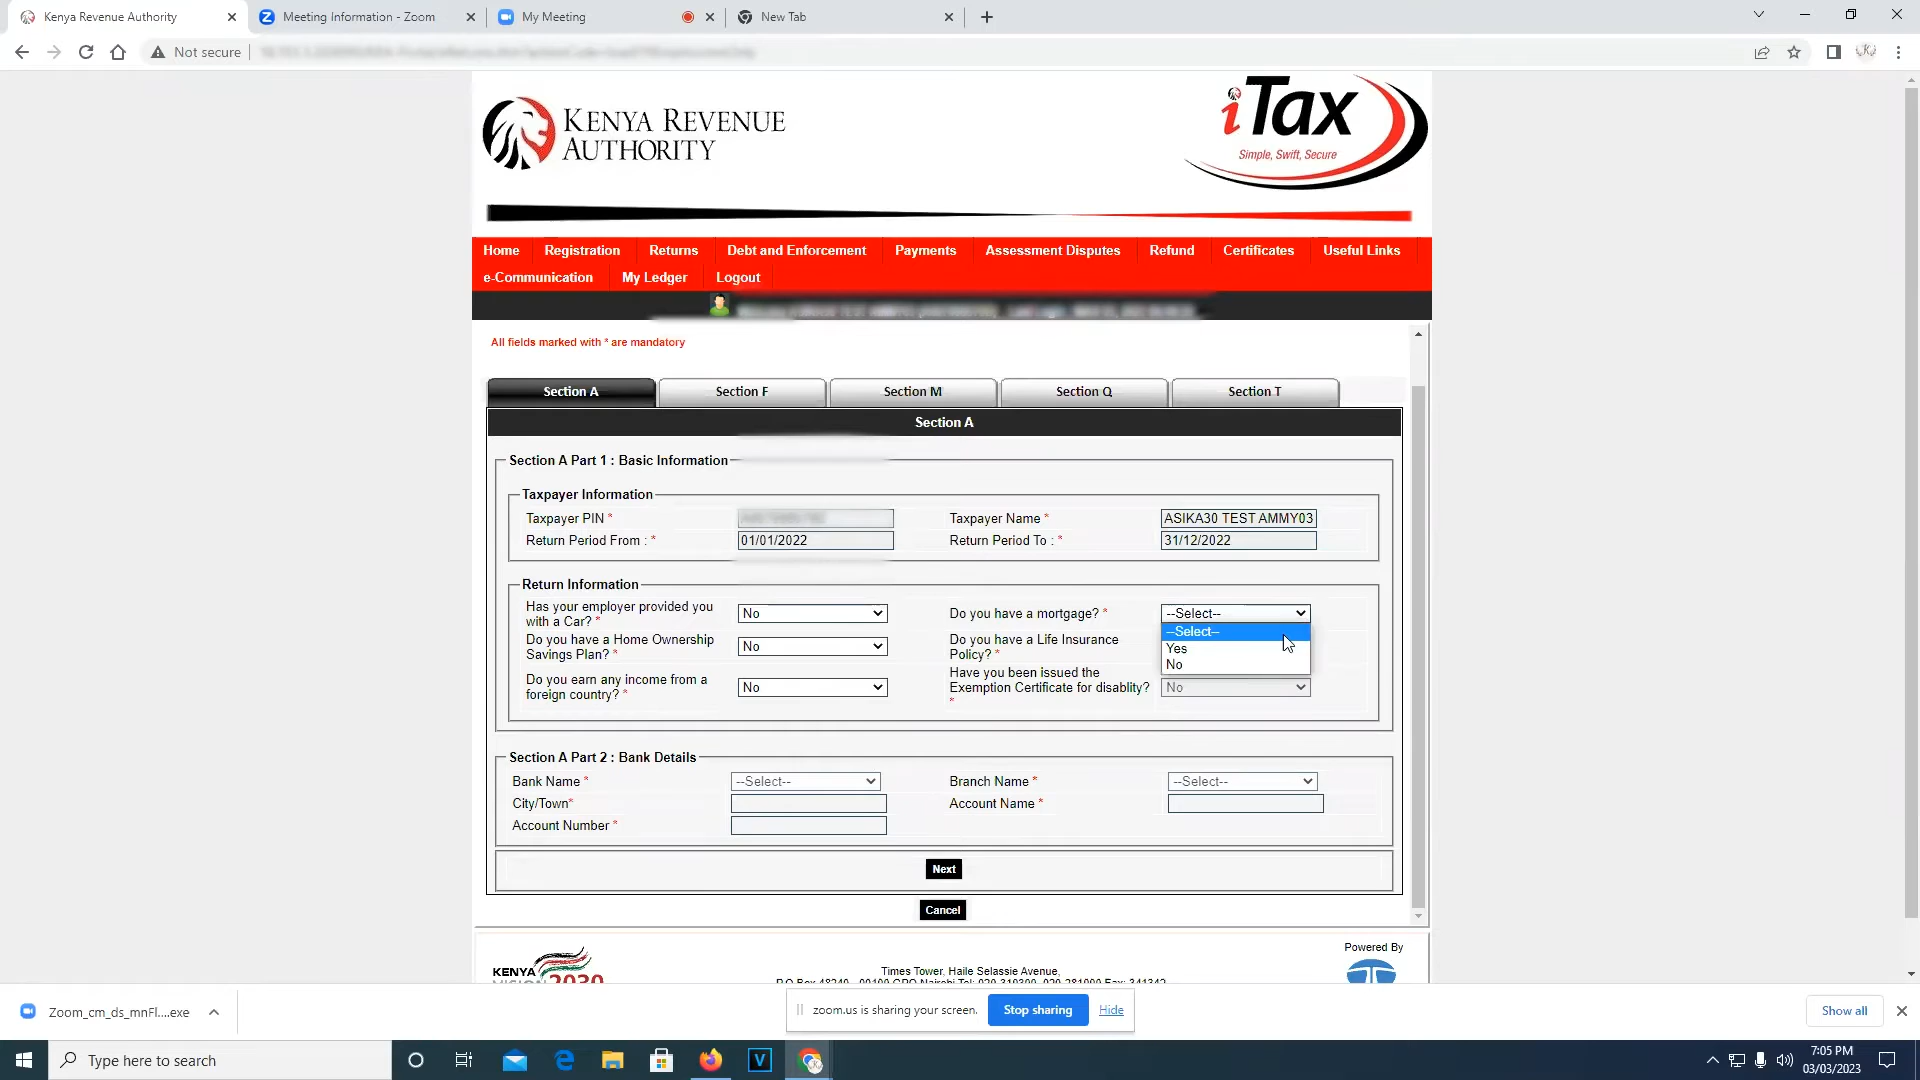 Kenya Revenue Authority
Meeting Information - Zoom
My Meeting
New Tab
Not secure
KENYA REVENUE
AUTHORITY
iTax
Simple, Swift, Secure
Home Registration Returns Debt and Enforcement Payments Assessment Disputes Refund Certificates Useful Links
e-Communication My Ledger Logout
All fields marked with * are mandatory
Section A Section F Section M Section Q Section T
Section A
Section A Part 1 : Basic Information
Taxpayer Information
Taxpayer PIN *
Taxpayer Name * ASIKA30 TEST AMMY03
Return Period From : * 01/01/2022 Return Period To : * 31/12/2022
Return Information
Has your employer provided you
with a Car? * No
Do you have a mortgage? * --Select--
--Select--
Yes
No
Do you have a Home Ownership
Savings Plan? * No
Do you have a Life Insurance
Policy? *
Do you earn any income from a
foreign country? * No
Have you been issued the
Exemption Certificate for disablity?
* No
Section A Part 2 : Bank Details
Bank Name * --Select-- Branch Name * --Select--
City/Town* Account Name *
Account Number *
Next
Cancel
KENYA
VISION 2030
Times Tower, Haile Selassie Avenue,
Powered By
Zoom_cm_ds_mnFl....exe
zoom.us is sharing your screen. Stop sharing Hide
Show all
Type here to search
7:05 PM
03/03/2023